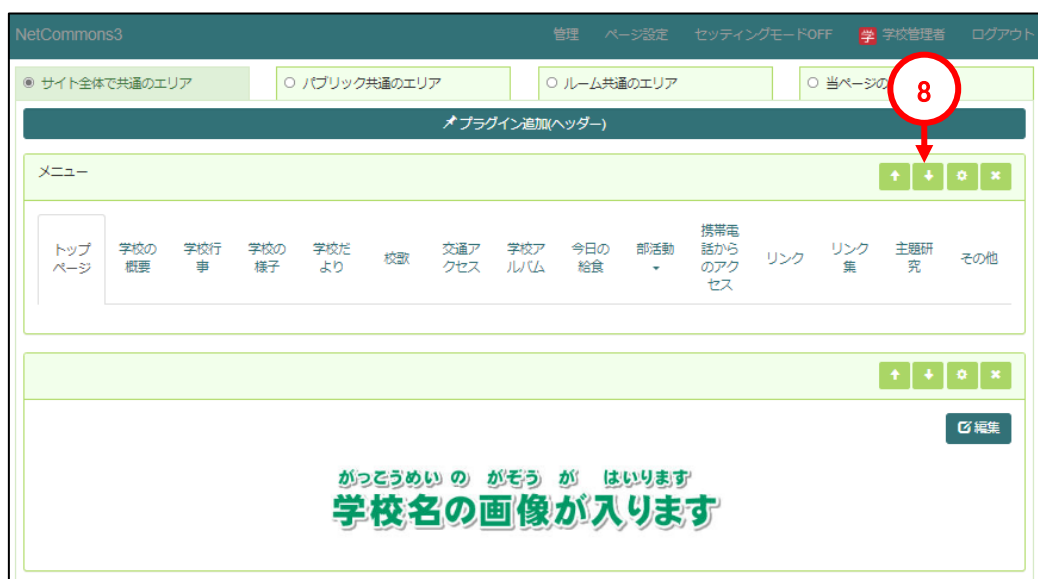 NetCommons3 管理 ページ設定 セッティングモードOFF 学 学校管理者 ログアウト
サイト全体で共通のエリア パブリック共通のエリア ルーム共通のエリア 当ページの
8
プラグイン追加(ヘッダー)
メニュー
トップページ
学校の概要
学校行事
学校の様子
学校だより
校歌
交通アクセス
学校アルバム
今日の給食
部活動
携帯電話からのアクセス
リンク
リンク集
主題研究
その他
編集
がっこうめい の がぞう が はいります
学校名の画像が入ります